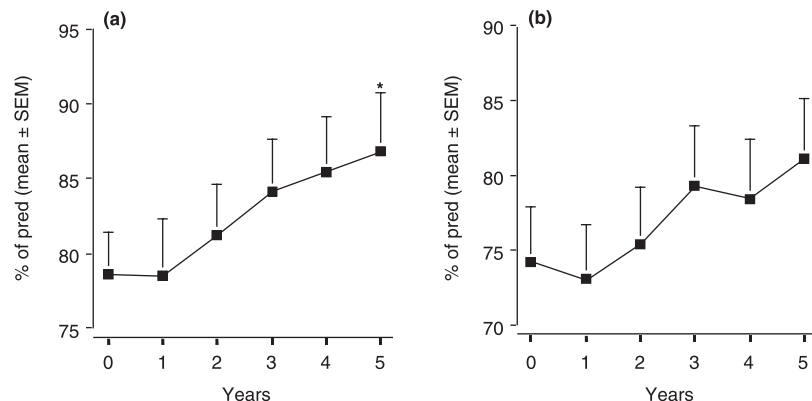 (a)
95
90
85
80
75
% of pred (mean ± SEM)
*
0 1 2 3 4 5
Years
(b)
90
85
80
75
70
% of pred (mean ± SEM)
0 1 2 3 4 5
Years